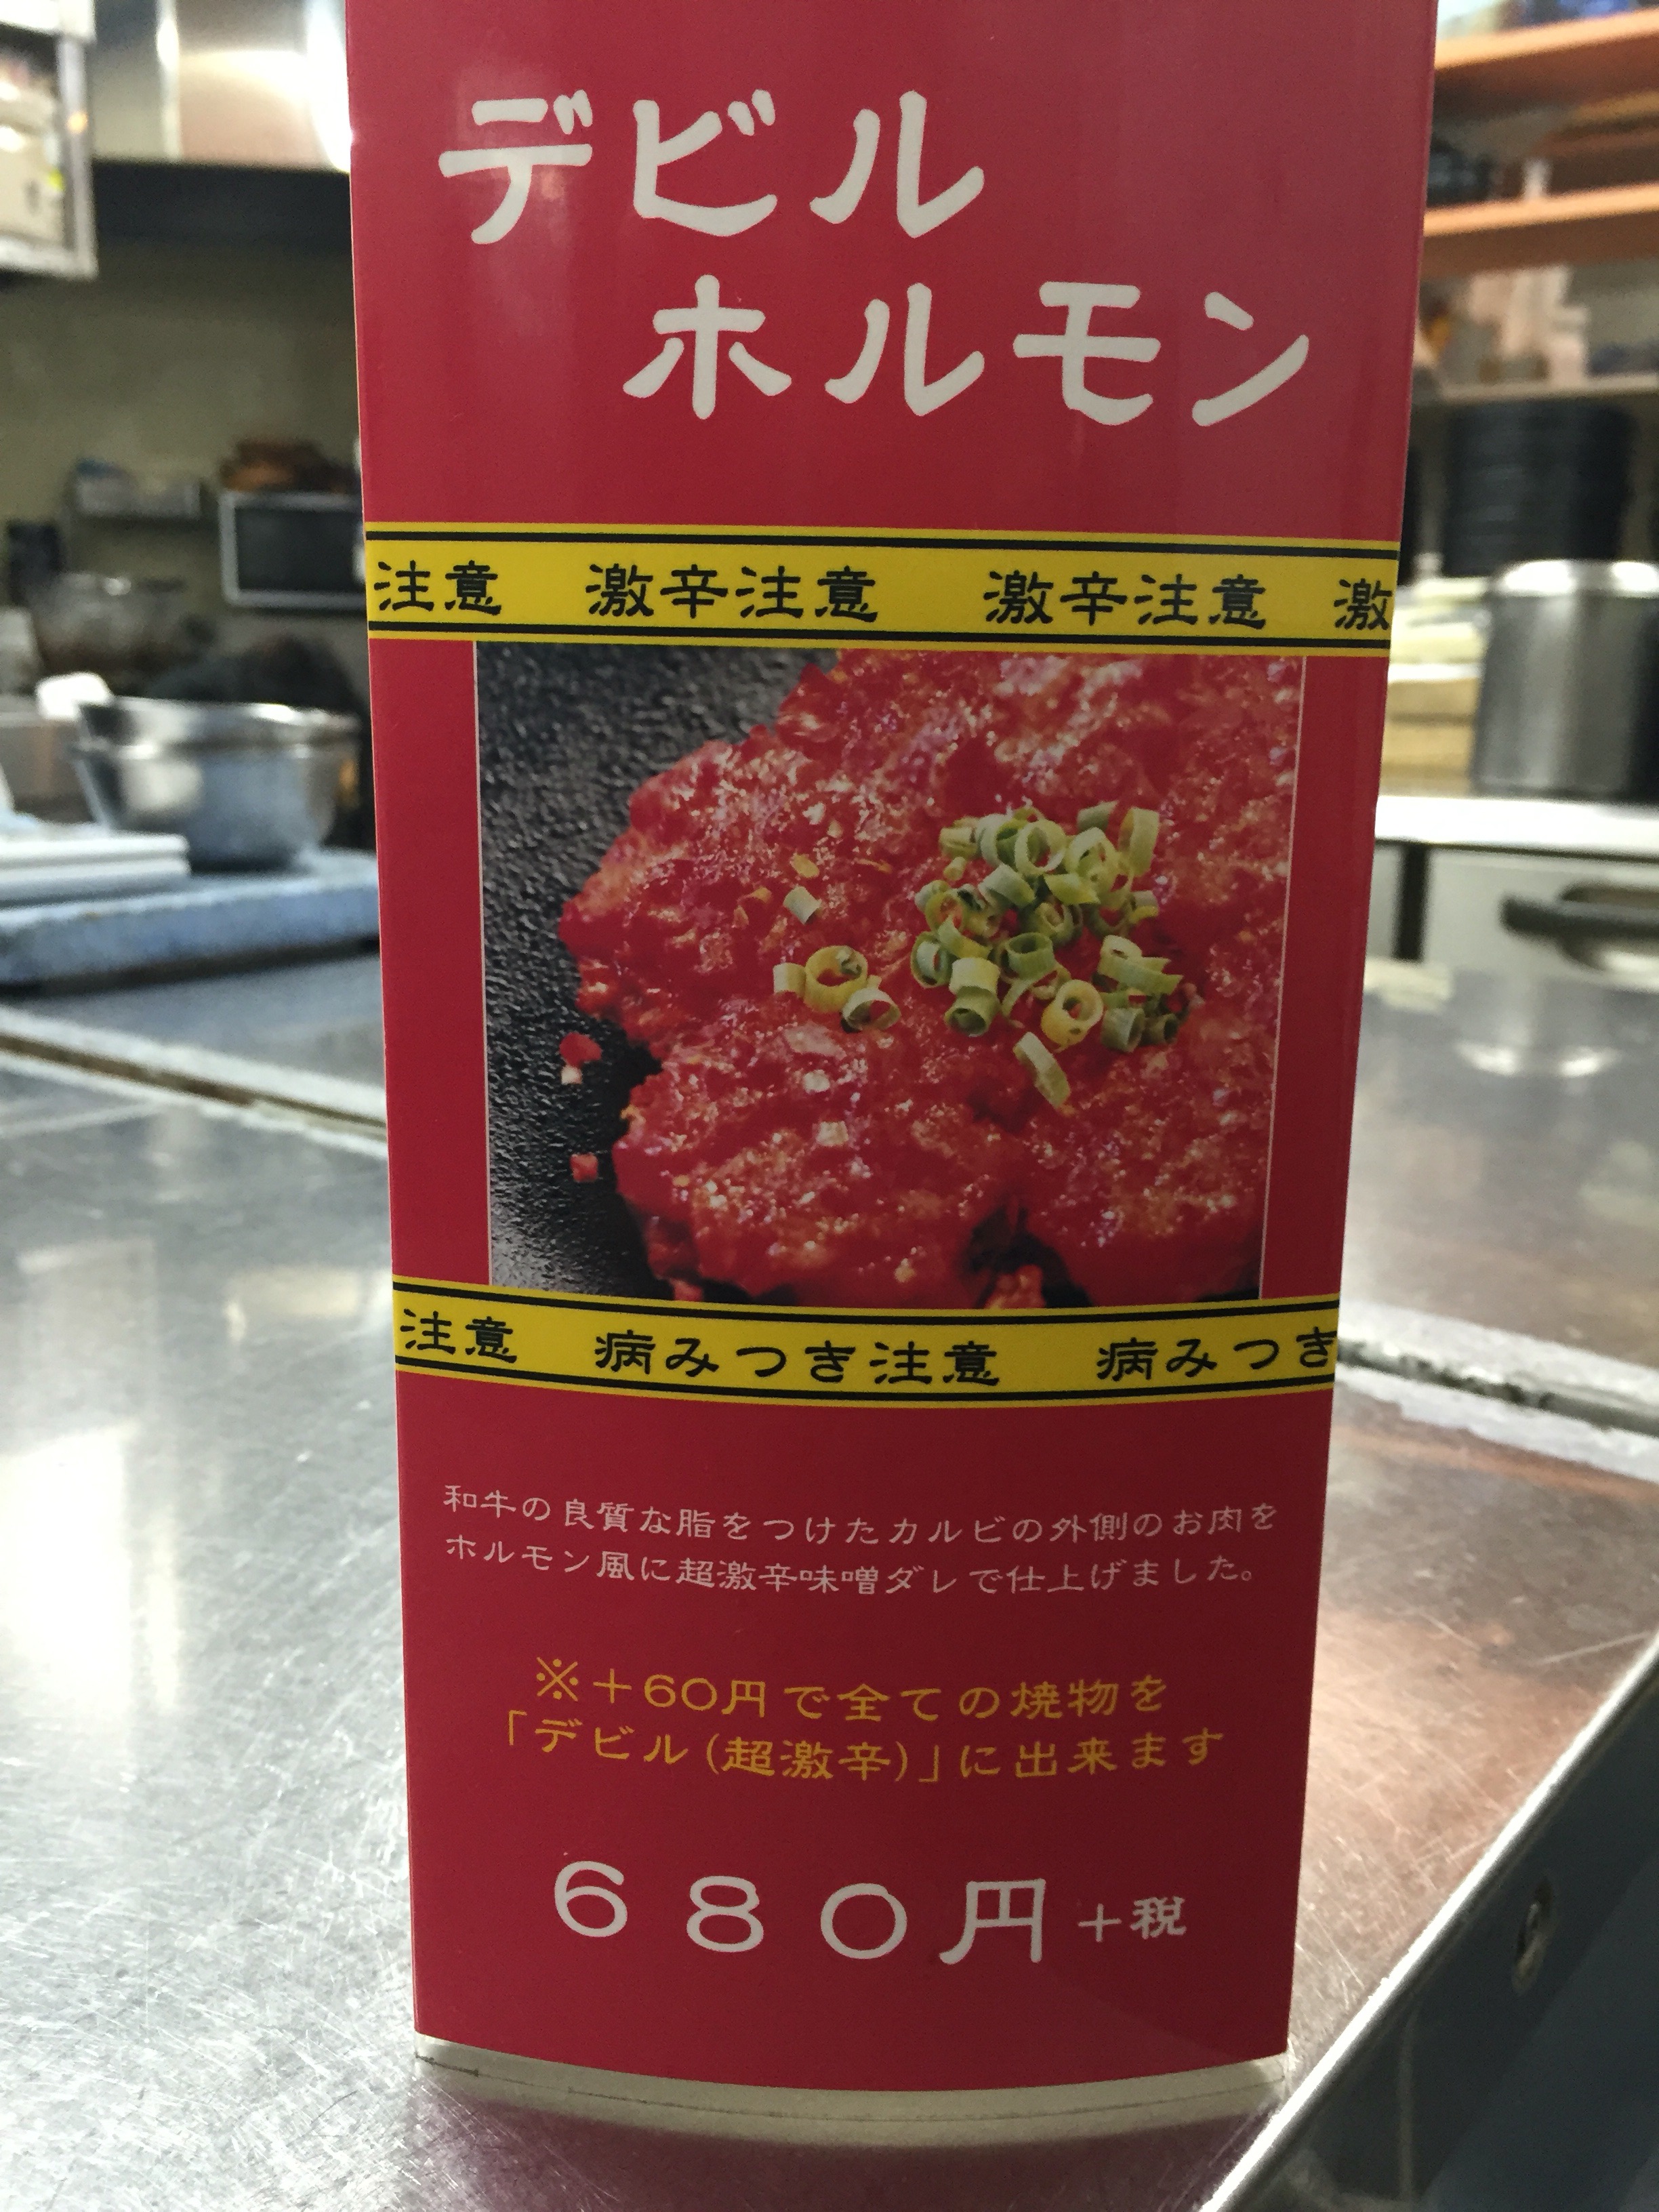 デビル
ホルモン
注意　激辛注意　激辛注意　激
注意　病みつき注意　病みつき
和牛の良質な脂をつけたカルビの外側のお肉を
ホルモン風に超激辛味噌ダレで仕上げました。
※＋60円で全ての焼物を
「デビル(超激辛)」に出来ます
680円＋税